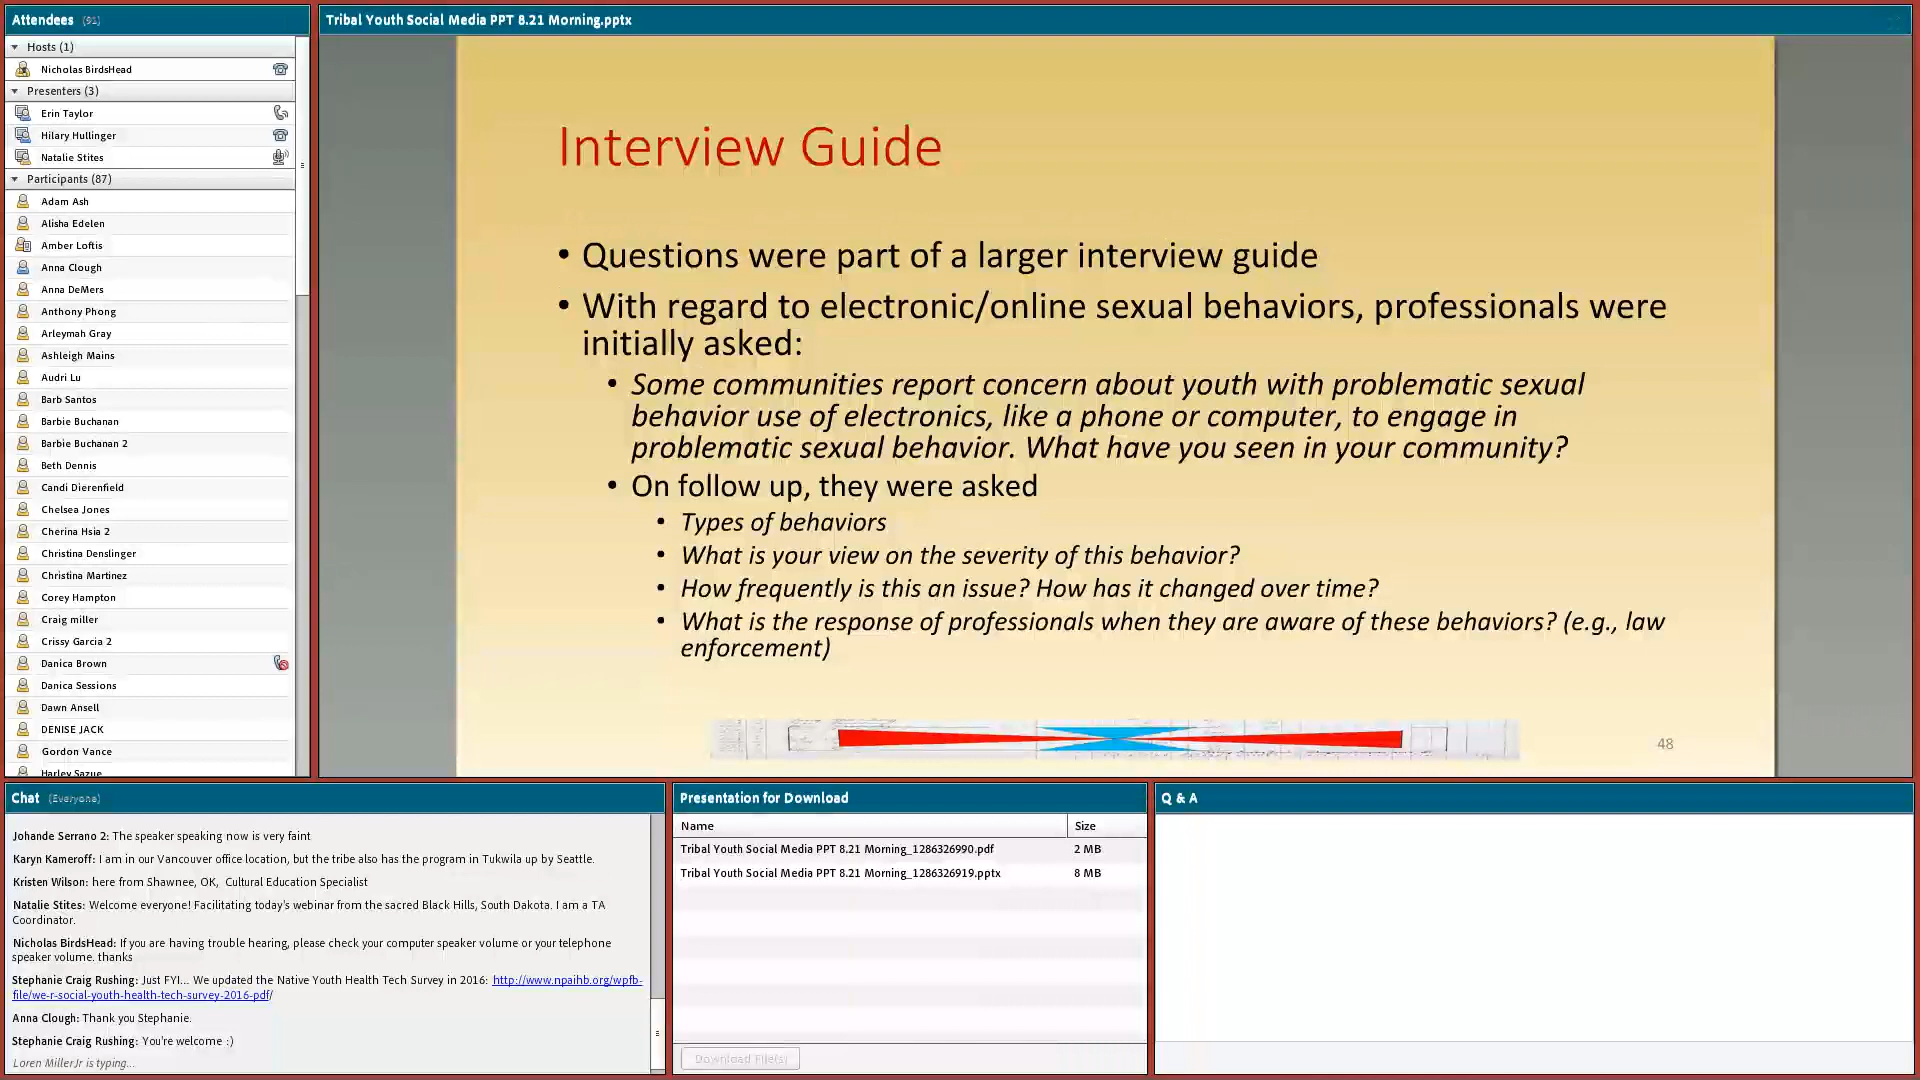 Attendees (91)
Hosts (1)
Nicholas BirdsHead
Presenters (3)
Erin Taylor
Hilary Hullinger
Natalie Stites
Participants (87)
Adam Ash
Alisha Edelen
Amber Loftis
Anna Clough
Anna DeMers
Anthony Phong
Arleymah Gray
Ashleigh Mains
Audri Lu
Barb Santos
Barbie Buchanan
Barbie Buchanan 2
Beth Dennis
Candi Dierenfield
Chelsea Jones
Cherina Hsia 2
Christina Denslinger
Christina Martinez
Corey Hampton
Craig miller
Crissy Garcia 2
Danica Brown
Danica Sessions
Dawn Ansell
DENISE JACK
Gordon Vance
Harley Sazue
Tribal Youth Social Media PPT 8.21 Morning.pptx
Interview Guide
• Questions were part of a larger interview guide
• With regard to electronic/online sexual behaviors, professionals were
initially asked:
• Some communities report concern about youth with problematic sexual
behavior use of electronics, like a phone or computer, to engage in
problematic sexual behavior. What have you seen in your community?
• On follow up, they were asked
• Types of behaviors
• What is your view on the severity of this behavior?
• How frequently is this an issue? How has it changed over time?
• What is the response of professionals when they are aware of these behaviors? (e.g., law
enforcement)
48
Chat (Everyone)
Johande Serrano 2: The speaker speaking now is very faint
Karyn Kameroff: I am in our Vancouver office location, but the tribe also has the program in Tukwila up by Seattle.
Kristen Wilson: here from Shawnee, OK, Cultural Education Specialist
Natalie Stites: Welcome everyone! Facilitating today's webinar from the sacred Black Hills, South Dakota. I am a TA
Coordinator.
Nicholas BirdsHead: If you are having trouble hearing, please check your computer speaker volume or your telephone
speaker volume. thanks
Stephanie Craig Rushing: Just FYI... We updated the Native Youth Health Tech Survey in 2016: http://www.npaihb.org/wpfb-
file/we-r-social-youth-health-tech-survey-2016-pdf/
Anna Clough: Thank you Stephanie.
Stephanie Craig Rushing: You're welcome :)
Loren MillerJr is typing...
Presentation for Download
Name Size
Tribal Youth Social Media PPT 8.21 Morning_1286326990.pdf 2 MB
Tribal Youth Social Media PPT 8.21 Morning_1286326919.pptx 8 MB
Download File(s)
Q & A